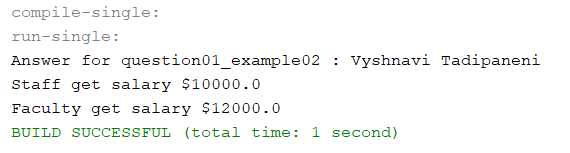 compile-single:
run-single:
Answer for question01_example02 : Vyshnavi Tadipaneni
Staff get salary $10000.0
Faculty get salary $12000.0
BUILD SUCCESSFUL (total time: 1 second)